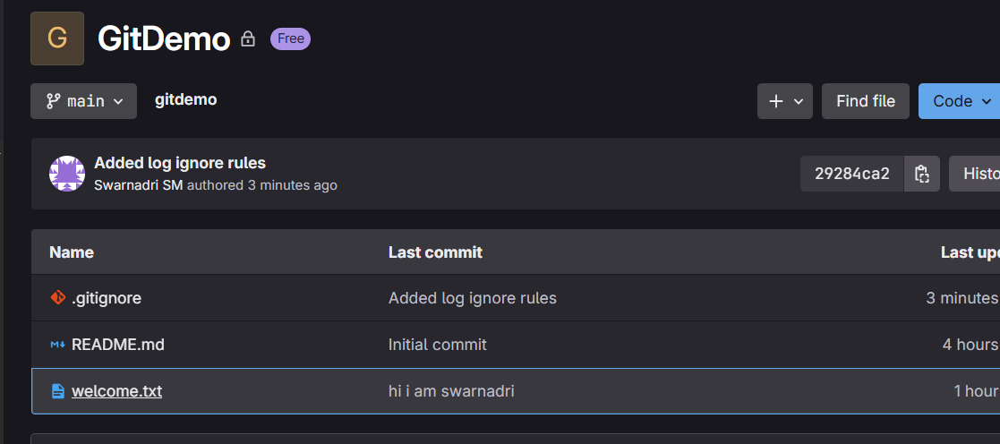 G
GitDemo Free
main gitdemo Find file Code
Added log ignore rules
Swarnadri SM authored 3 minutes ago
29284ca2 Histo
Name Last commit Last upd
.gitignore Added log ignore rules 3 minutes
README.md Initial commit 4 hours
welcome.txt hi i am swarnadri 1 hour